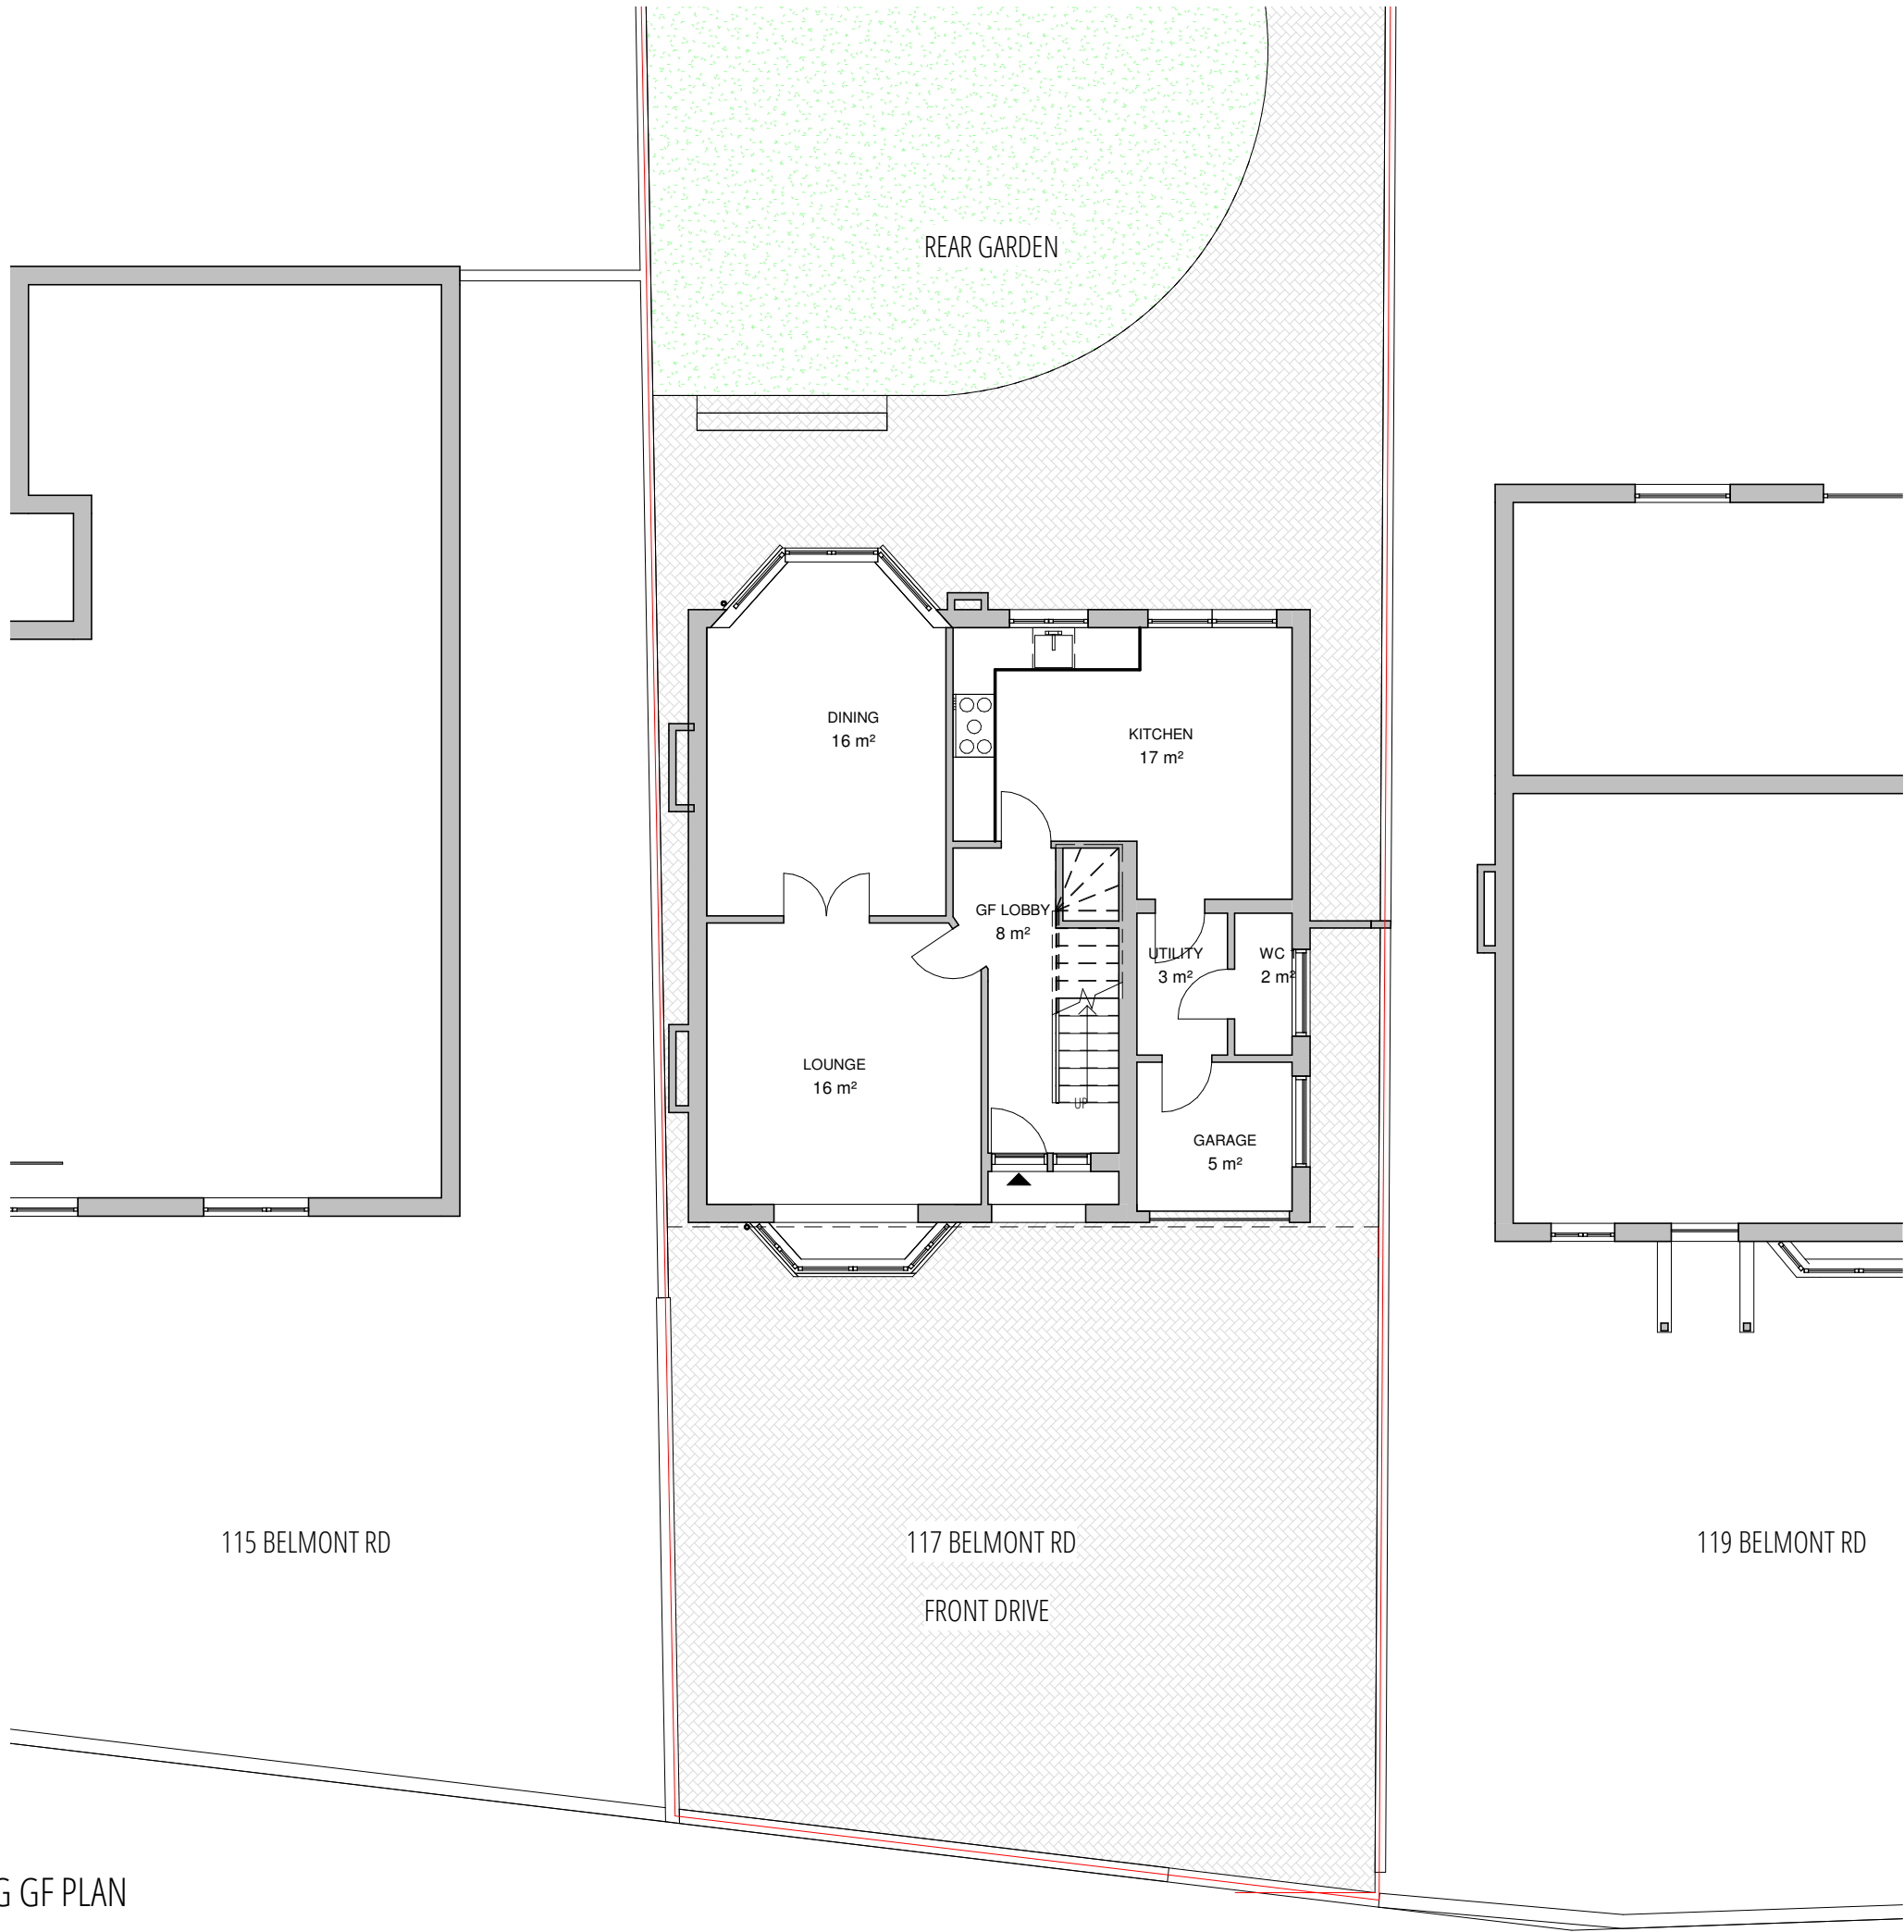 REAR GARDEN
DINING
16 m²
KITCHEN
17 m²
GF LOBBY
8 m²
UTILITY
3 m²
WC 1
2 m²
LOUNGE
16 m²
UP
GARAGE
5 m²
115 BELMONT RD
117 BELMONT RD
119 BELMONT RD
FRONT DRIVE
G GF PLAN